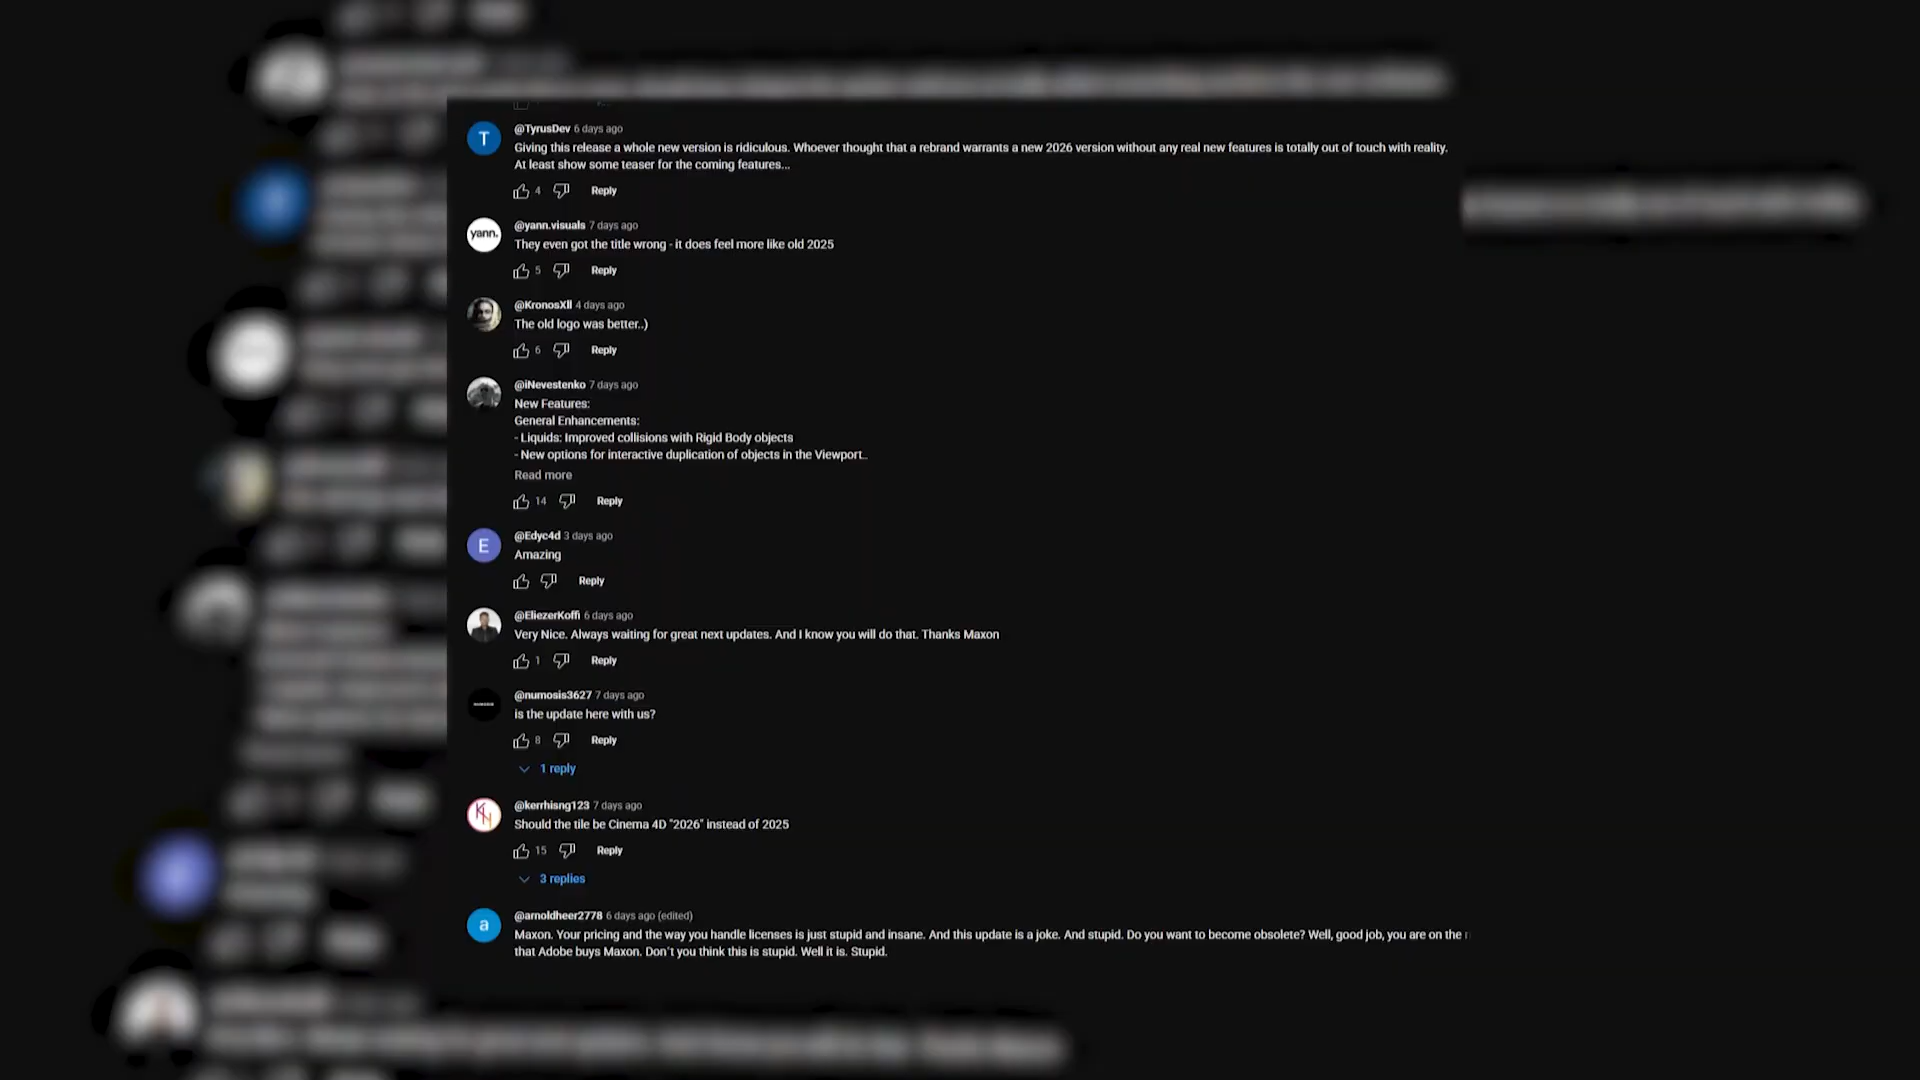 T
@TyrusDev 6 days ago
Giving this release a whole new version is ridiculous. Whoever thought that a rebrand warrants a new 2026 version without any real new features is totally out of touch with reality.
At least show some teaser for the coming features...
4 Reply
yann.
@yann.visuals 7 days ago
They even got the title wrong - it does feel more like old 2025
5 Reply
@KronosXll 4 days ago
The old logo was better..)
6 Reply
@iNevestenko 7 days ago
New Features:
General Enhancements:
- Liquids: Improved collisions with Rigid Body objects
- New options for interactive duplication of objects in the Viewport..
Read more
14 Reply
E
@Edyc4d 3 days ago
Amazing
Reply
@EliezerKoffi 6 days ago
Very Nice. Always waiting for great next updates. And I know you will do that. Thanks Maxon
1 Reply
@numosis3627 7 days ago
is the update here with us?
8 Reply
1 reply
@kerrhisng123 7 days ago
Should the tile be Cinema 4D "2026" instead of 2025
15 Reply
3 replies
a
@arnoldheer2778 6 days ago (edited)
Maxon. Your pricing and the way you handle licenses is just stupid and insane. And this update is a joke. And stupid. Do you want to become obsolete? Well, good job, you are on the
that Adobe buys Maxon. Don´t you think this is stupid. Well it is. Stupid.